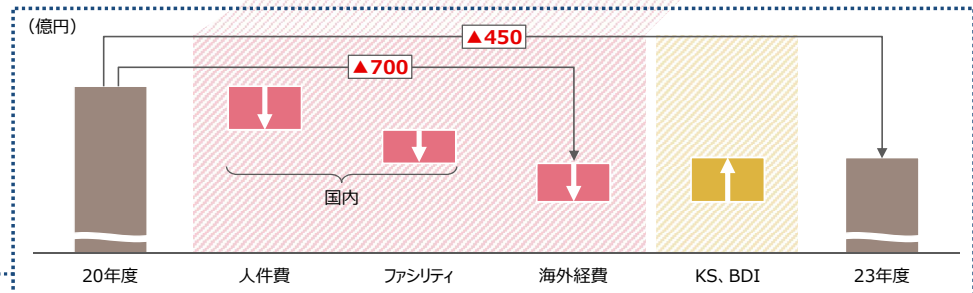 (億円)
▲450
▲700
国内
20年度
人件費
ファシリティ
海外経費
KS、BDI
23年度